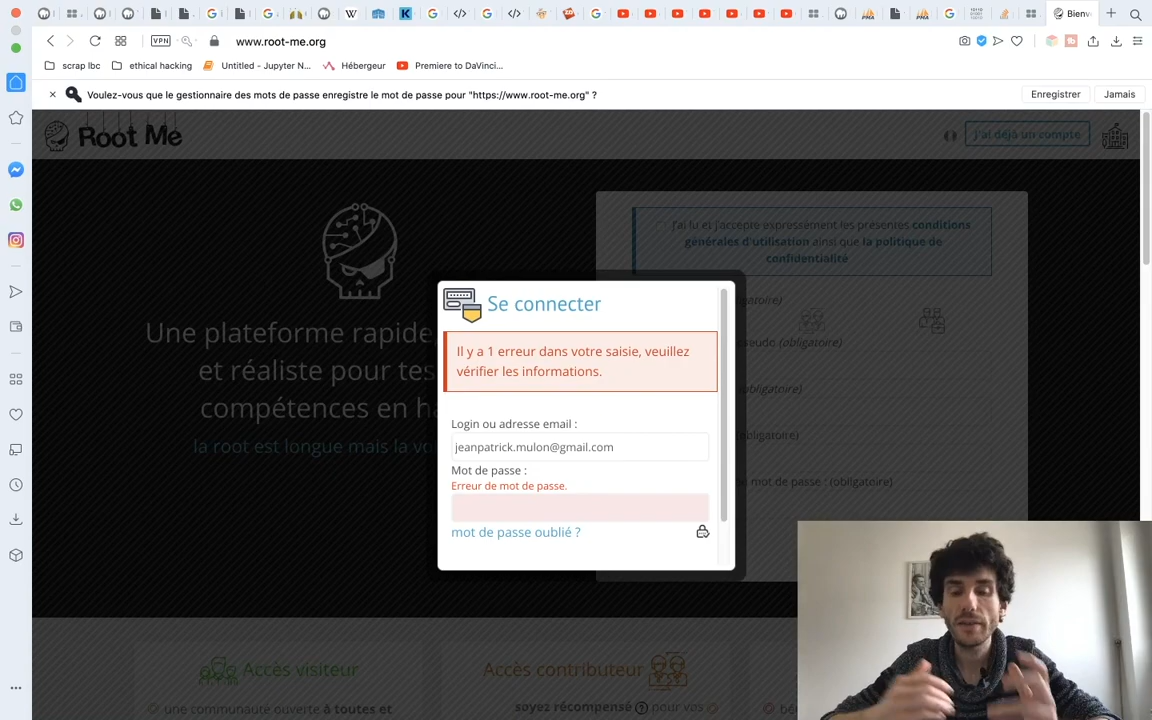 Bienv
VPN
www.root-me.org
scrap lbc
ethical hacking
Untitled - Jupyter N...
Hébergeur
Premiere to DaVinci...
Voulez-vous que le gestionnaire des mots de passe enregistre le mot de passe pour "https://www.root-me.org" ?
Enregistrer
Jamais
Root Me
J'ai déjà un compte
J'ai lu et j'accepte expressement les présentes conditions
générales d'utilisation ainsi que la politique de
confidentialité
Une plateforme rapide
et réaliste pour tes
compétences en ha
la root est longue mais la vo
Se connecter
Il y a 1 erreur dans votre saisie, veuillez
vérifier les informations.
Login ou adresse email :
jeanpatrick.mulon@gmail.com
Mot de passe :
Erreur de mot de passe.
mot de passe oublié ?
(obligatoire)
mot de passe : (obligatoire)
Accès visiteur
une communauté ouverte à toutes et
Accès contributeur
soyez récompensé ? pour vos